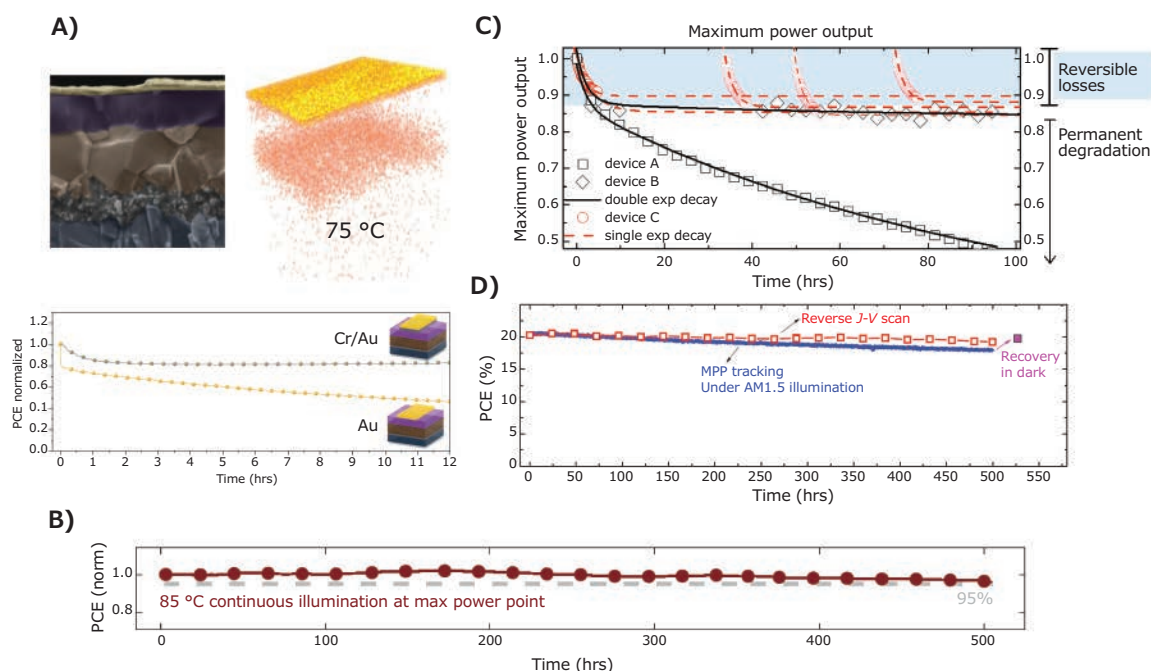 A)
75 °C
PCE normalized
1.2
1.0
0.8
0.6
0.1
0.2
0.0
Cr/Au
Au
0 1 2 3 4 5 6 7 8 9 10 11 12
Time (hrs)
B)
PCE (norm)
1.0
0.8
85 °C continuous illumination at max power point
95%
0 100 200 300 400 500
Time (hrs)
C)
Maximum power output
Maximum power output
1.0
0.9
0.8
0.7
0.6
0.5
device A
device B
double exp decay
device C
single exp decay
0 20 40 60 80 100
Time (hrs)
1.0
0.9
0.8
0.7
0.6
0.5
Reversible
losses
Permanent
degradation
D)
PCE (%)
25
20
15
10
5
0
Reverse J-V scan
MPP tracking
Under AM1.5 illumination
Recovery
in dark
0 50 100 150 200 250 300 350 400 450 500 550
Time (hrs)